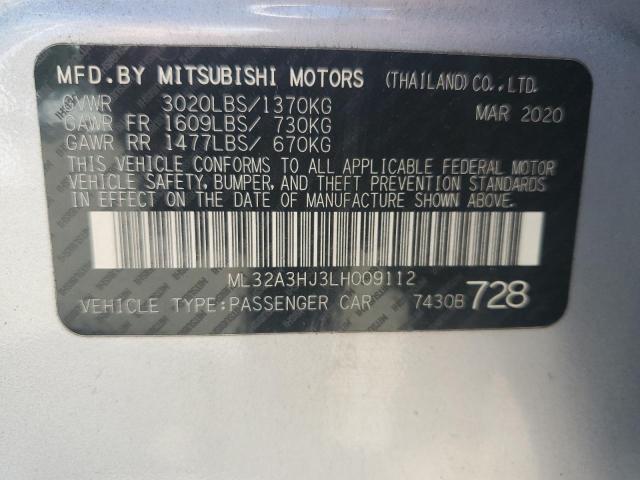 MFD.BY MITSUBISHI MOTORS (THAILAND)CO.,LTD.
GVWR 3020LBS/1370KG MAR 2020
GAWR FR 1609LBS/ 730KG
GAWR RR 1477LBS/ 670KG
THIS VEHICLE CONFORMS TO ALL APPLICABLE FEDERAL MOTOR
VEHICLE SAFETY, BUMPER, AND THEFT PREVENTION STANDARDS
IN EFFECT ON THE DATE OF MANUFACTURE SHOWN ABOVE.
ML32A3HJ3LH009112
VEHICLE TYPE:PASSENGER CAR 7430B 728